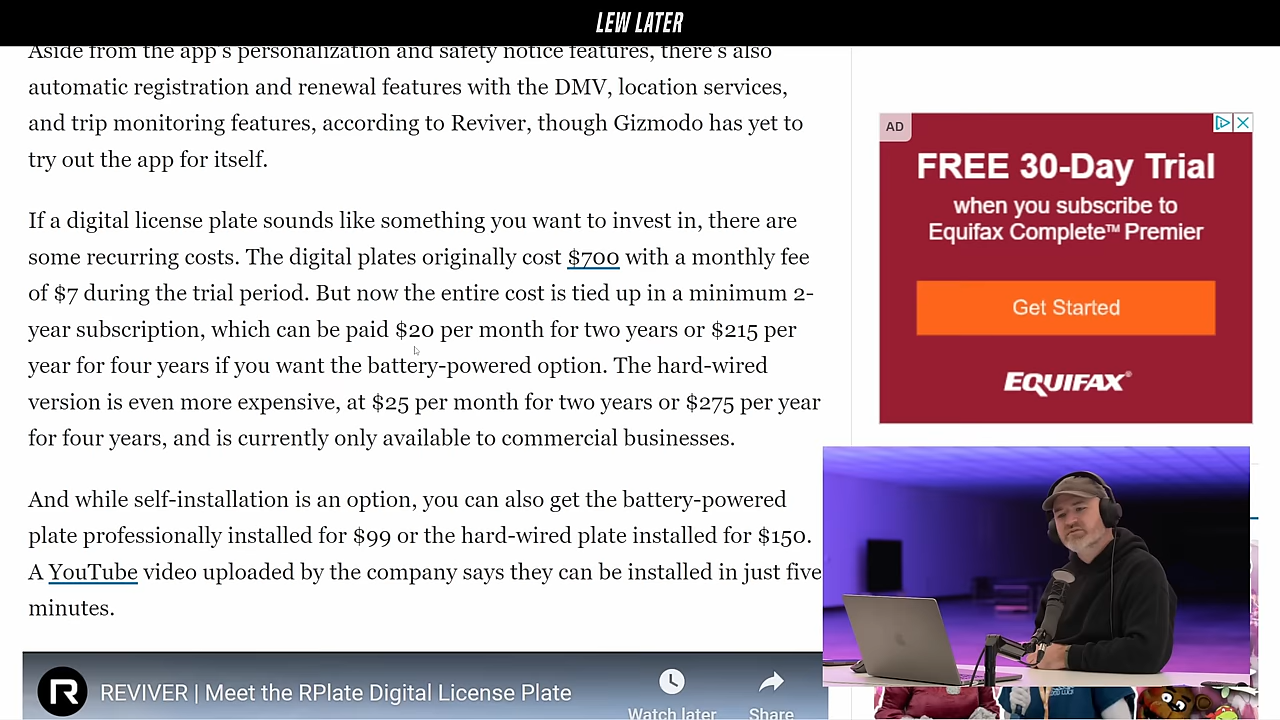 LEW LATER
Aside from the app's personalization and safety notice features, there's also
automatic registration and renewal features with the DMV, location services,
and trip monitoring features, according to Reviver, though Gizmodo has yet to
try out the app for itself.
If a digital license plate sounds like something you want to invest in, there are
some recurring costs. The digital plates originally cost $700 with a monthly fee
of $7 during the trial period. But now the entire cost is tied up in a minimum 2-
year subscription, which can be paid $20 per month for two years or $215 per
year for four years if you want the battery-powered option. The hard-wired
version is even more expensive, at $25 per month for two years or $275 per year
for four years, and is currently only available to commercial businesses.
And while self-installation is an option, you can also get the battery-powered
plate professionally installed for $99 or the hard-wired plate installed for $150.
A YouTube video uploaded by the company says they can be installed in just five
minutes.
R
REVIVER | Meet the RPlate Digital License Plate
Watch later
Share
AD
FREE 30-Day Trial
when you subscribe to
Equifax Complete™ Premier
Get Started
EQUIFAX®